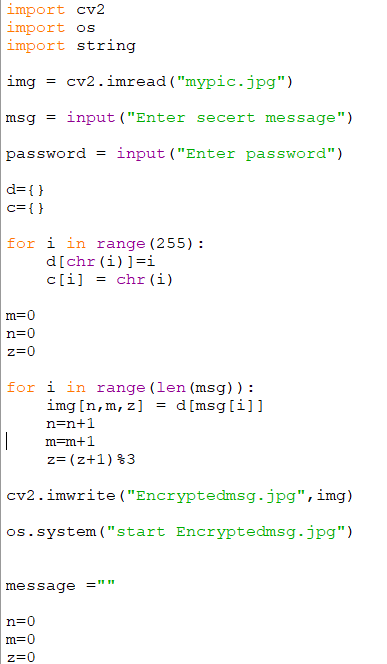 import cv2
import os
import string
img = cv2.imread("mypic.jpg")
msg = input("Enter secert message")
password = input("Enter password")
d={}
c={}
for i in range(255):
    d[chr(i)]=i
    c[i] = chr(i)
m=0
n=0
z=0
for i in range(len(msg)):
    img[n,m,z] = d[msg[i]]
    n=n+1
    m=m+1
    z=(z+1)%3
cv2.imwrite("Encryptedmsg.jpg",img)
os.system("start Encryptedmsg.jpg")
message =""
n=0
m=0
z=0